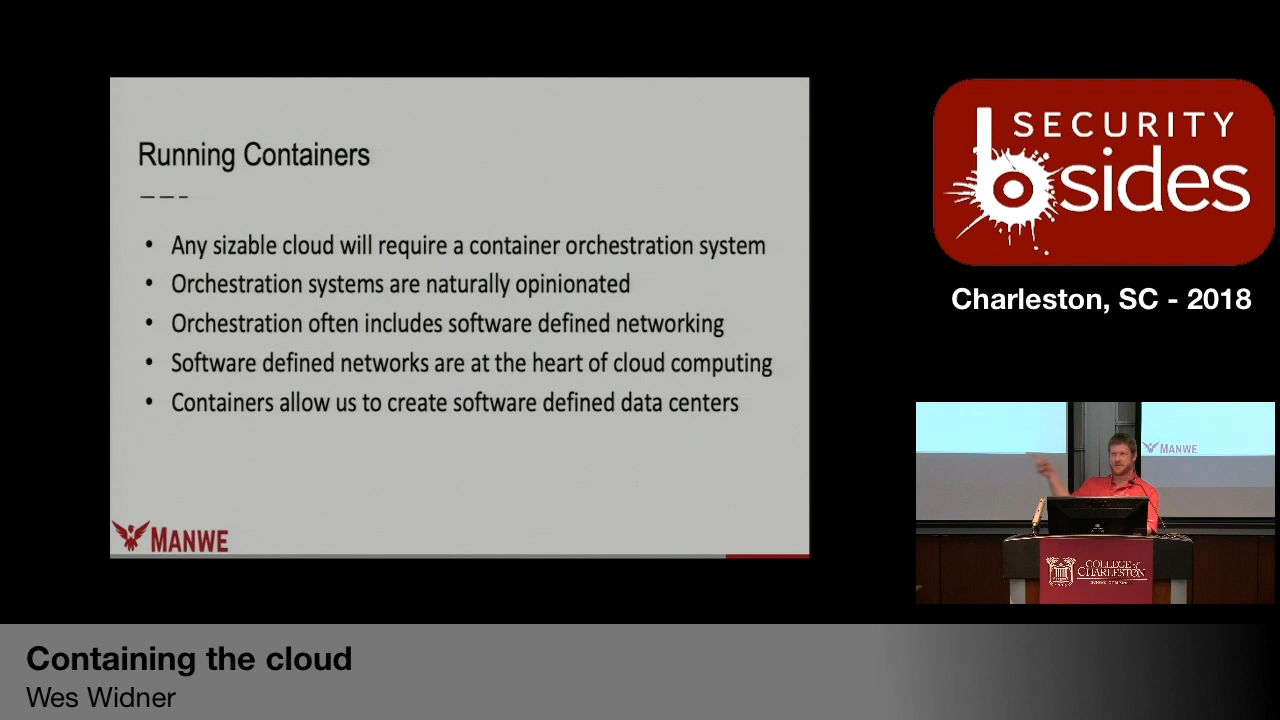 Running Containers
• Any sizable cloud will require a container orchestration system
• Orchestration systems are naturally opinionated
• Orchestration often includes software defined networking
• Software defined networks are at the heart of cloud computing
• Containers allow us to create software defined data centers
MANWE
SECURITY
bsides
Charleston, SC - 2018
MANWE
COLLEGE of
CHARLESTON
Containing the cloud
Wes Widner